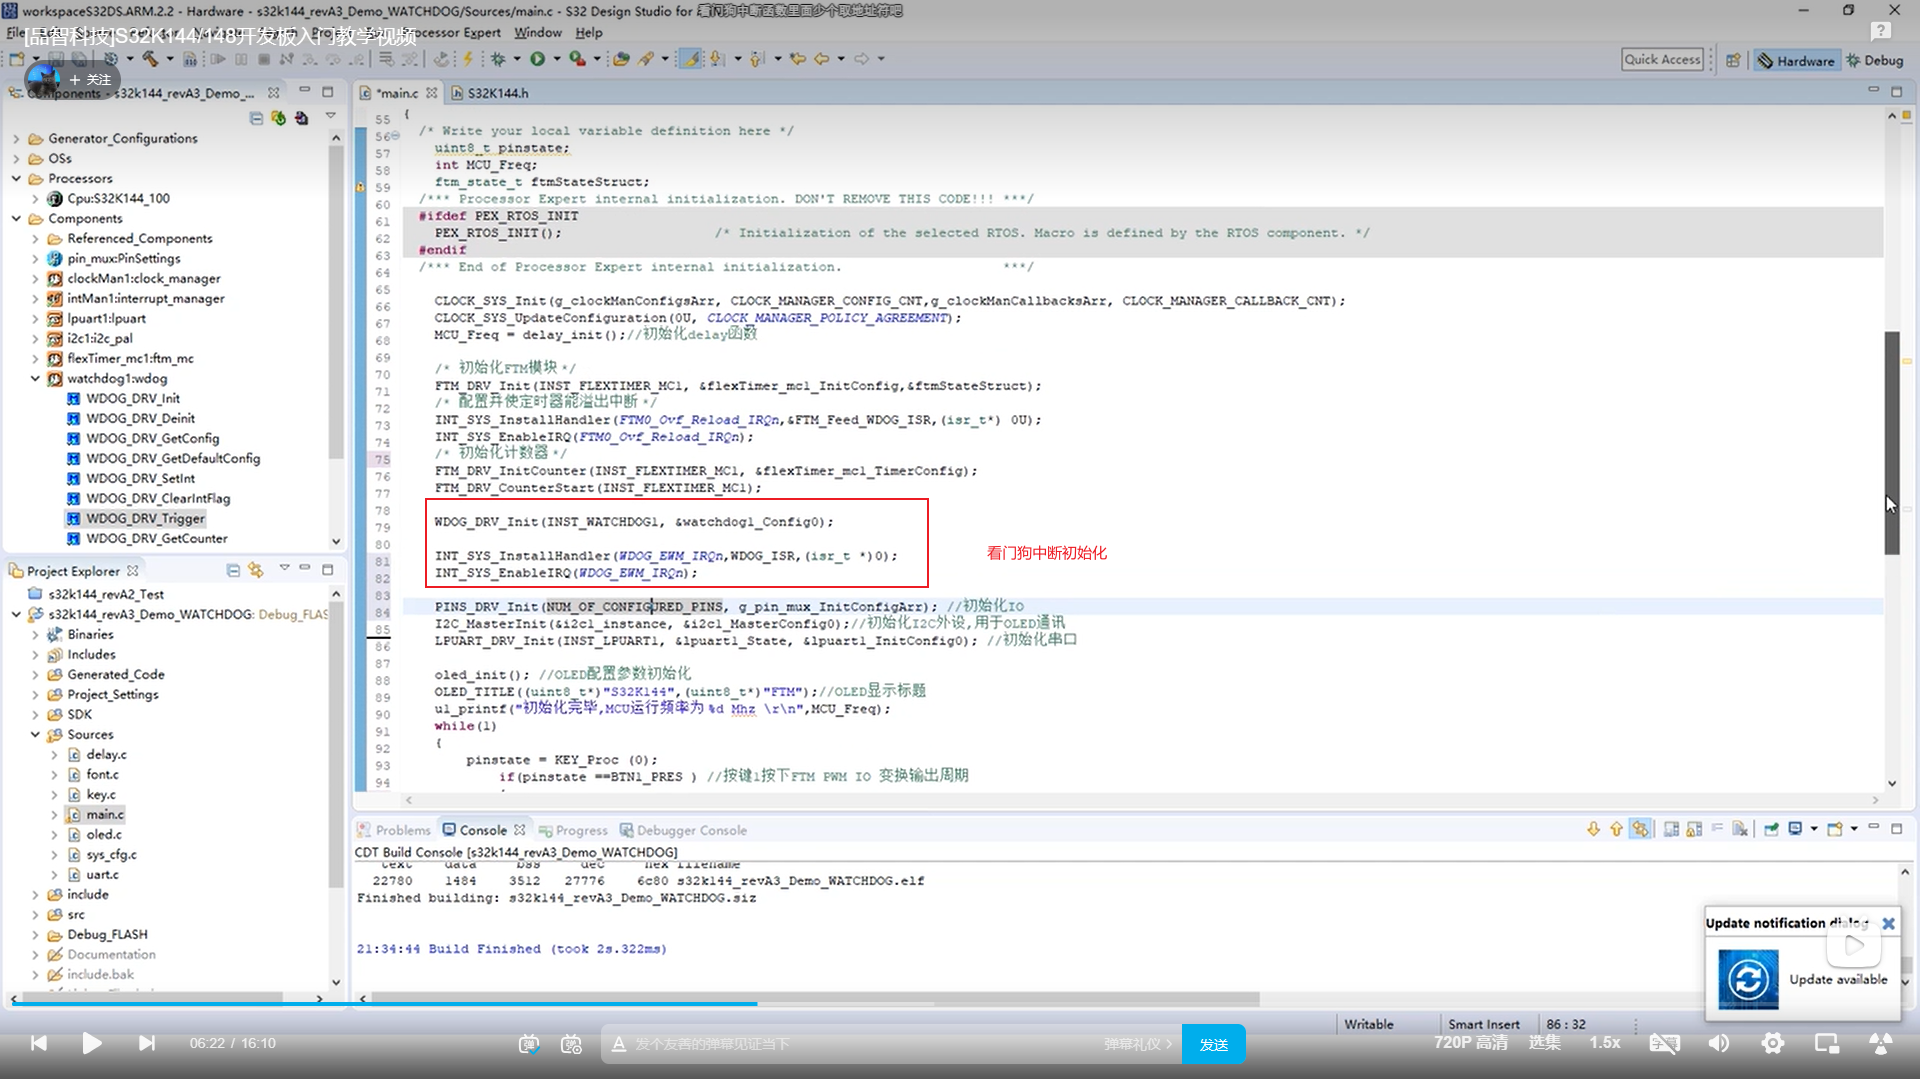 workspaceS32DS.ARM.2.2 - Hardware - s32k144_revA3_Demo_WATCHDOG/Sources/main.c - S32 Design Studio for
看门狗中断函数里面少个取地址符吧
[品智科技]S32K144/148开发板入门教学视频
ocessor Expert Window Help
+ 关注
Quick Access
Hardware
Debug
Components - s32k144_revA3_Demo_...
*main.c
S32K144.h
Generator_Configurations
OSs
Processors
Cpu:S32K144_100
Components
Referenced_Components
pin_mux:PinSettings
clockMan1:clock_manager
intMan1:interrupt_manager
lpuart1:lpuart
i2c1:i2c_pal
flexTimer_mc1:ftm_mc
watchdog1:wdog
WDOG_DRV_Init
WDOG_DRV_Deinit
WDOG_DRV_GetConfig
WDOG_DRV_GetDefaultConfig
WDOG_DRV_SetInt
WDOG_DRV_ClearIntFlag
WDOG_DRV_Trigger
WDOG_DRV_GetCounter
Project Explorer
s32k144_revA2_Test
s32k144_revA3_Demo_WATCHDOG: Debug_FLAS
Binaries
Includes
Generated_Code
Project_Settings
SDK
Sources
delay.c
font.c
key.c
main.c
oled.c
sys_cfg.c
uart.c
include
src
Debug_FLASH
Documentation
include.bak
55 {
56 /* Write your local variable definition here */
57 uint8_t pinstate;
58 int MCU_Freq;
59 ftm_state_t ftmStateStruct;
60 /*** Processor Expert internal initialization. DON'T REMOVE THIS CODE!!! ***/
61 #ifdef PEX_RTOS_INIT
62 PEX_RTOS_INIT(); /* Initialization of the selected RTOS. Macro is defined by the RTOS component. */
63 #endif
64 /*** End of Processor Expert internal initialization. ***/
65
66 CLOCK_SYS_Init(g_clockManConfigsArr, CLOCK_MANAGER_CONFIG_CNT,g_clockManCallbacksArr, CLOCK_MANAGER_CALLBACK_CNT);
67 CLOCK_SYS_UpdateConfiguration(0U, CLOCK_MANAGER_POLICY_AGREEMENT);
68 MCU_Freq = delay_init();//初始化delay函数
69
70 /* 初始化FTM模块 */
71 FTM_DRV_Init(INST_FLEXTIMER_MC1, &flexTimer_mc1_InitConfig,&ftmStateStruct);
72 /* 配置并使定时器能溢出中断 */
73 INT_SYS_InstallHandler(FTM0_Ovf_Reload_IRQn,&FTM_Feed_WDOG_ISR,(isr_t*) 0U);
74 INT_SYS_EnableIRQ(FTM0_Ovf_Reload_IRQn);
75 /* 初始化计数器 */
76 FTM_DRV_InitCounter(INST_FLEXTIMER_MC1, &flexTimer_mc1_TimerConfig);
77 FTM_DRV_CounterStart(INST_FLEXTIMER_MC1);
78
79 WDOG_DRV_Init(INST_WATCHDOG1, &watchdog1_Config0);
80
81 INT_SYS_InstallHandler(WDOG_EWM_IRQn,WDOG_ISR,(isr_t *)0);
82 INT_SYS_EnableIRQ(WDOG_EWM_IRQn);
看门狗中断初始化
83
84 PINS_DRV_Init(NUM_OF_CONFIGURED_PINS, g_pin_mux_InitConfigArr); //初始化IO
85 I2C_MasterInit(&i2c1_instance, &i2c1_MasterConfig0);//初始化I2C外设,用于OLED通讯
86 LPUART_DRV_Init(INST_LPUART1, &lpuart1_State, &lpuart1_InitConfig0); //初始化串口
87
88 oled_init(); //OLED配置参数初始化
89 OLED_TITLE((uint8_t*)"S32K144",(uint8_t*)"FTM");//OLED显示标题
90 u1_printf("初始化完毕,MCU运行频率为 %d Mhz \r\n",MCU_Freq);
91 while(1)
92 {
93 pinstate = KEY_Proc (0);
94 if(pinstate ==BTN1_PRES ) //按键1按下FTM PWM IO 变换输出周期
Problems
Console
Progress
Debugger Console
CDT Build Console [s32k144_revA3_Demo_WATCHDOG]
text data bss dec hex filename
22780 1484 3512 27776 6c80 s32k144_revA3_Demo_WATCHDOG.elf
Finished building: s32k144_revA3_Demo_WATCHDOG.siz
21:34:44 Build Finished (took 2s.322ms)
Update notification dialog
Update available
Writable
Smart Insert
86 : 32
06:22 / 16:10
弹
发个友善的弹幕见证当下
弹幕礼仪
发送
720P 高清
选集
1.5x
字幕